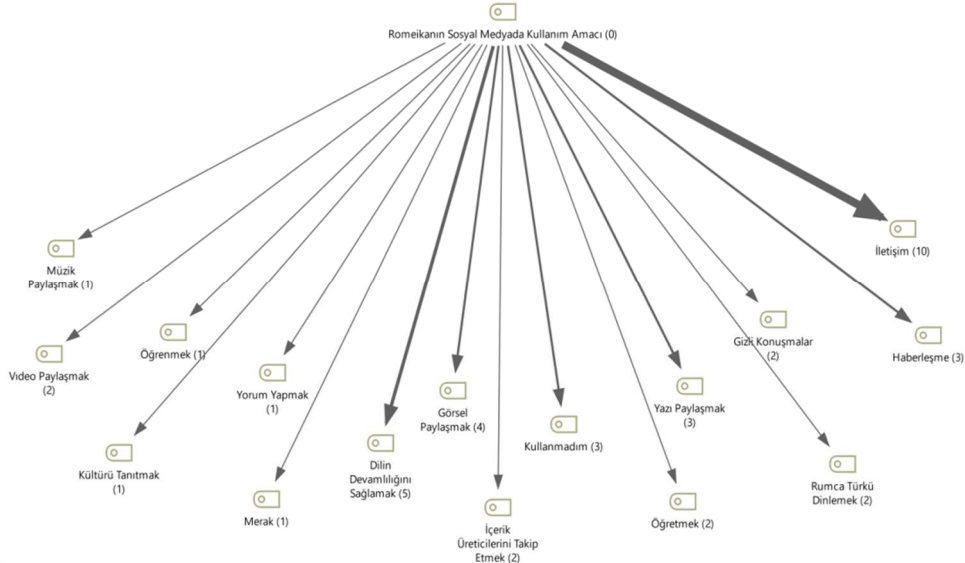 Romeikanın Sosyal Medyada Kullanım Amacı (0)
Müzik
Paylaşmak (1)
Vıdeo Paylaşmak
(2)
Öğrenmek (1)
Kültürü Tanıtmak
(1)
Yorum Yapmak
(1)
Merak (1)
Dilin
Devamlılığını
Sağlamak (5)
Görsel
Paylaşmak (4)
İçerik
Üreticilerini Takip
Etmek (2)
Kullanmadım (3)
Öğretmek (2)
Yazı Paylaşmak
(3)
Gizli Konuşmalar
(2)
Rumca Türkü
Dinlemek (2)
Haberleşme (3)
İletişim (10)